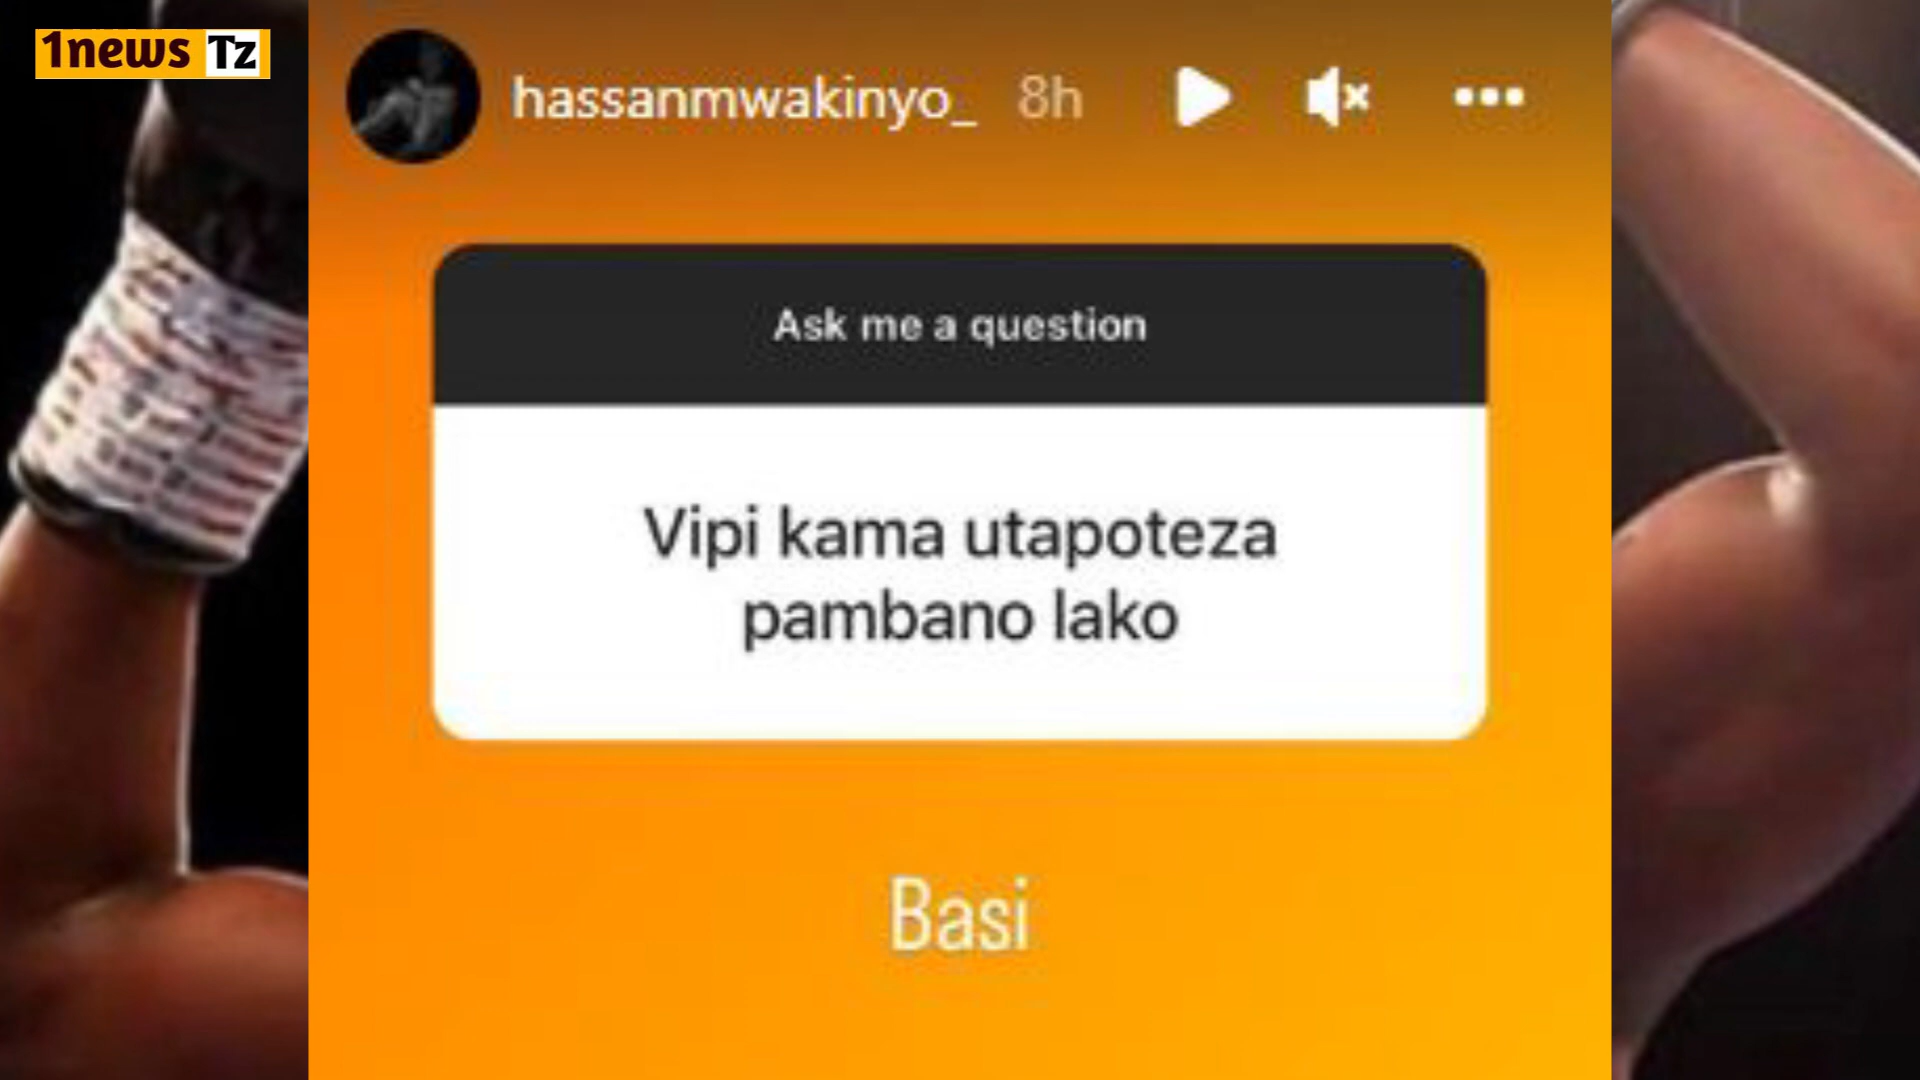 1news Tz
hassanmwakinyo_ 8h
Ask me a question
Vipi kama utapoteza
pambano lako
Basi